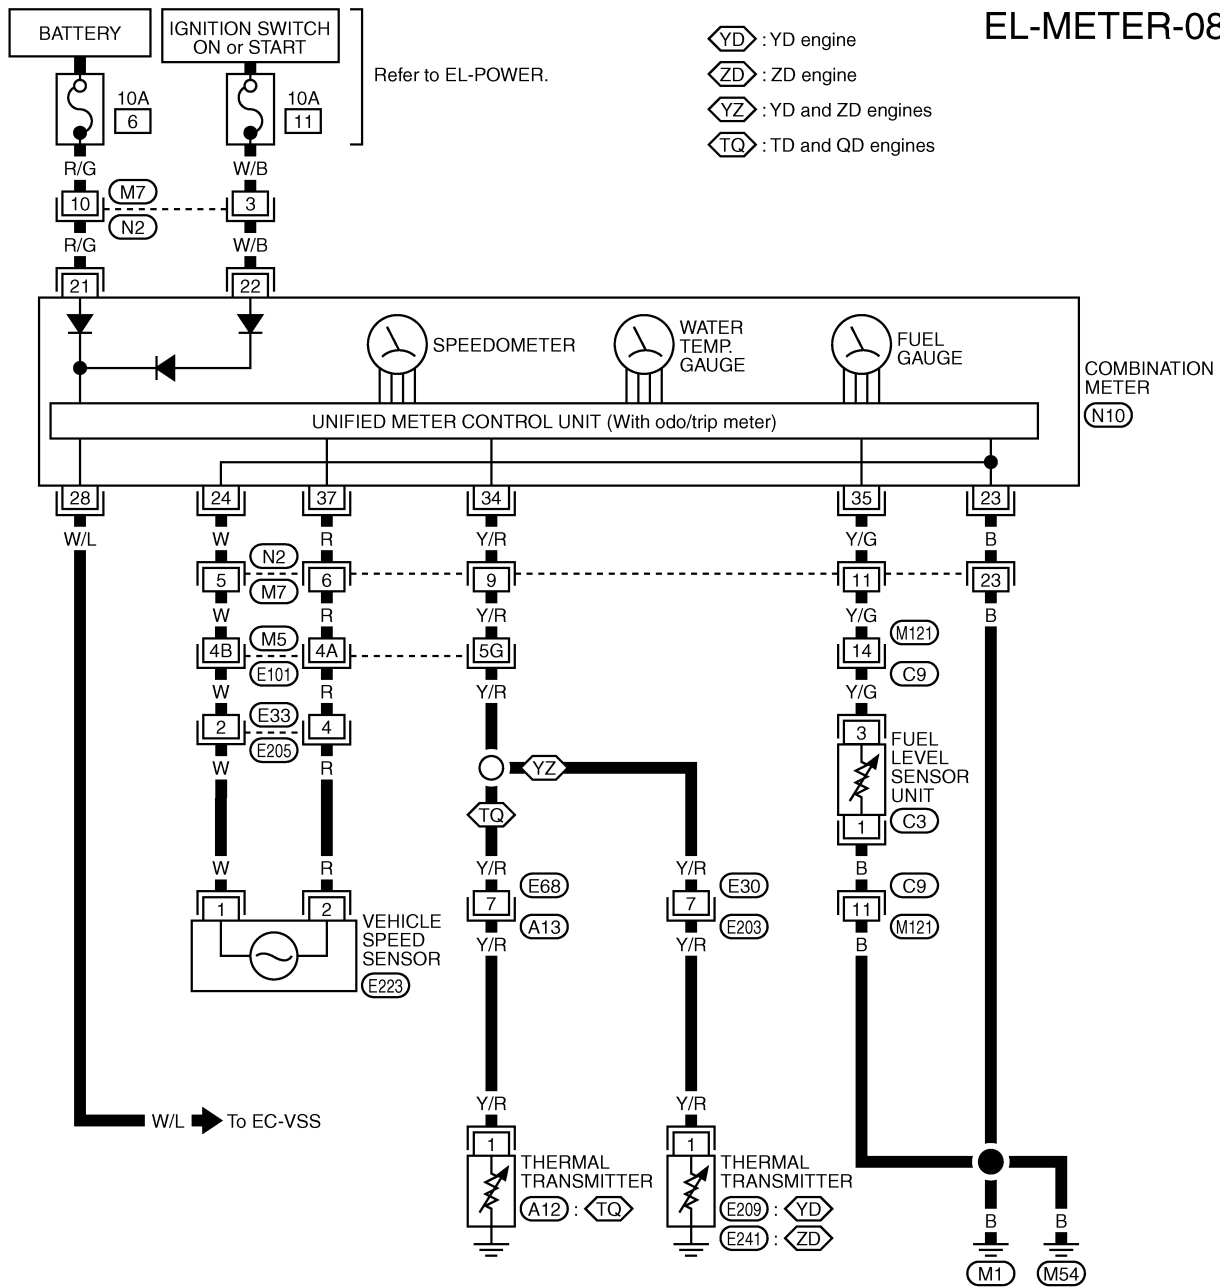 EL-METER-08
BATTERY
IGNITION SWITCH
ON or START
Refer to EL-POWER.
YD : YD engine
ZD : ZD engine
YZ : YD and ZD engines
TQ : TD and QD engines
10A
6
10A
11
R/G
W/B
10
M7
N2
3
R/G
W/B
21
22
SPEEDOMETER
WATER
TEMP.
GAUGE
FUEL
GAUGE
COMBINATION
METER
N10
UNIFIED METER CONTROL UNIT (With odo/trip meter)
28
24
37
34
35
23
W/L
W
R
Y/R
Y/G
B
N2
5
6
9
11
23
M7
W
R
Y/R
Y/G
B
M5
M121
4B
4A
5G
14
E101
C9
W
R
Y/R
Y/G
E33
2
4
3
E205
FUEL
LEVEL
SENSOR
UNIT
W
R
YZ
TQ
1
C3
W
R
Y/R
Y/R
B
E68
E30
C9
1
2
7
7
11
A13
E203
M121
VEHICLE
SPEED
SENSOR
E223
Y/R
Y/R
B
W/L
To EC-VSS
Y/R
Y/R
1
1
THERMAL
TRANSMITTER
A12 : TQ
THERMAL
TRANSMITTER
E209 : YD
E241 : ZD
B
B
M1
M54